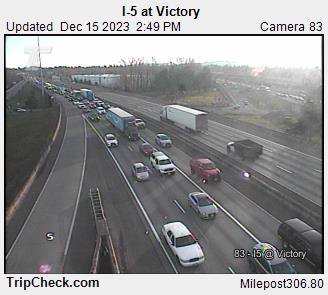 I-5 at Victory
Updated  Dec 15 2023  2:49 PM Camera 83
83 - I5 @ Victory
TripCheck.com Milepost306.80